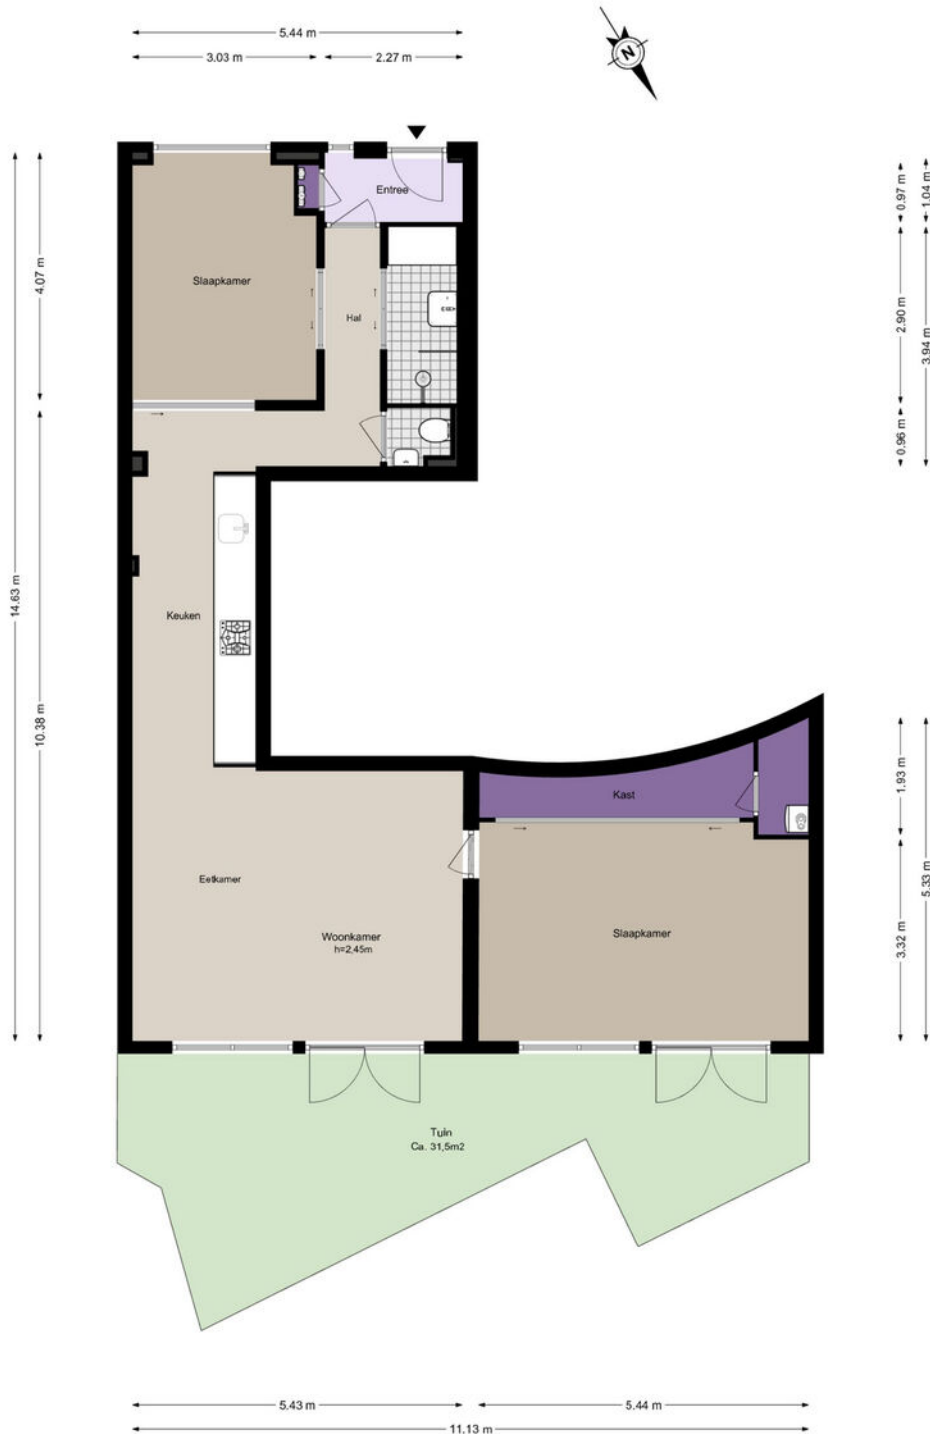 5.44 m
3.03 m
2.27 m
N
Entree
0.97 m
1.04 m
Slaapkamer
4.07 m
Hal
2.90 m
3.94 m
0.96 m
14.63 m
Keuken
10.38 m
Kast
1.93 m
Eetkamer
Woonkamer
h=2,45m
Slaapkamer
3.32 m
5.33 m
Tuin
Ca. 31,5m2
5.43 m
5.44 m
11.13 m